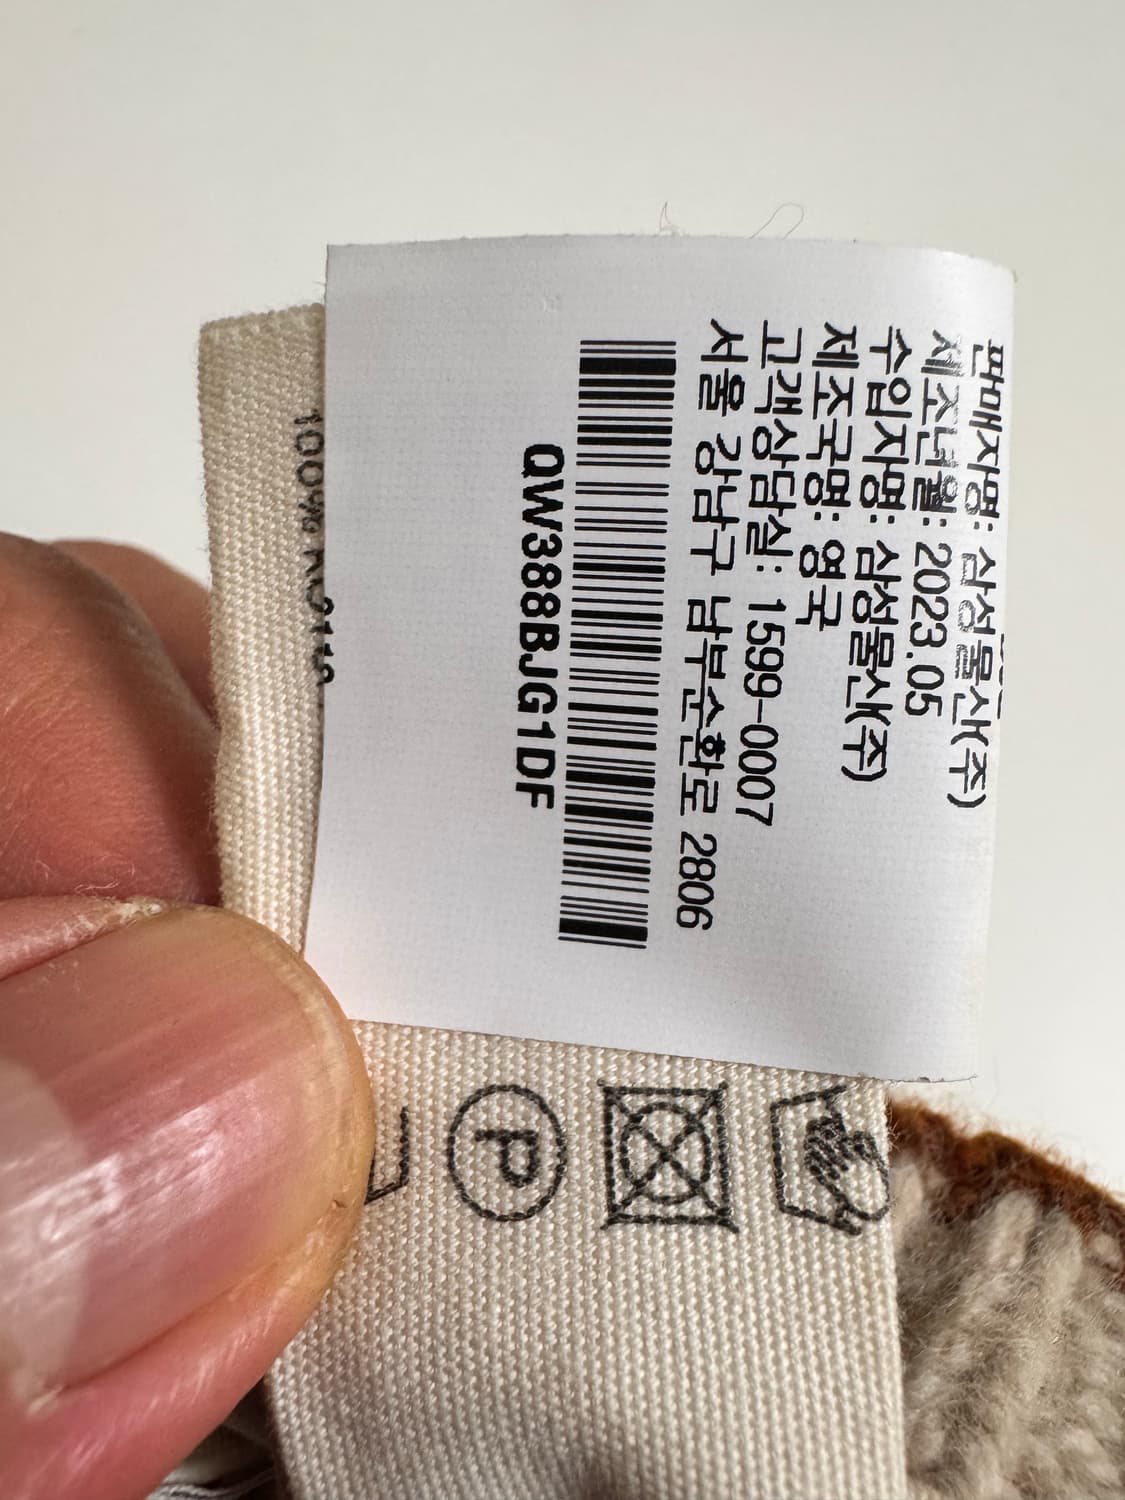 판매자명: 삼성물산(주)
제조년월: 2023.05
수입자명: 삼성물산(주)
제조국명: 영국
고객상담실: 1599-0007
서울 강남구 남부순환로 2806
QW388BJG1DF
100%
P